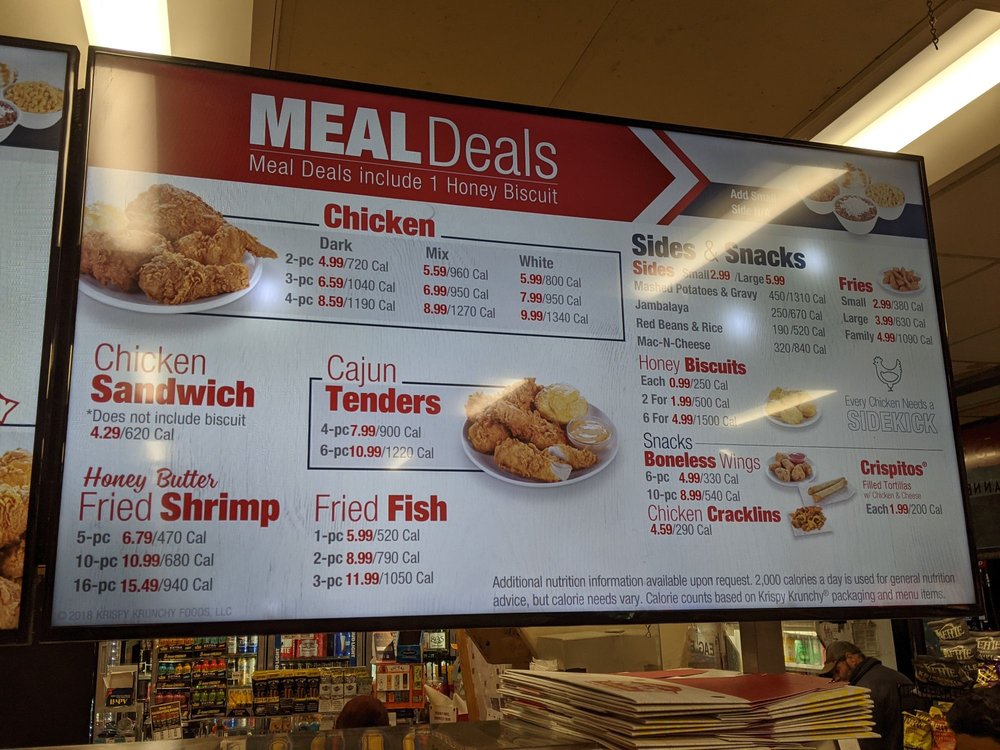 MEAL Deals
Meal Deals include 1 Honey Biscuit
Add Small
Side for
Chicken
Dark Mix White
2-pc 4.99/720 Cal 5.59/960 Cal 5.99/800 Cal
3-pc 6.59/1040 Cal 6.99/950 Cal 7.99/950 Cal
4-pc 8.59/1190 Cal 8.99/1270 Cal 9.99/1340 Cal
Chicken
Sandwich
*Does not include biscuit
4.29/620 Cal
Cajun
Tenders
4-pc 7.99/900 Cal
6-pc 10.99/1220 Cal
Honey Butter
Fried Shrimp
5-pc 6.79/470 Cal
10-pc 10.99/680 Cal
16-pc 15.49/940 Cal
Fried Fish
1-pc 5.99/520 Cal
2-pc 8.99/790 Cal
3-pc 11.99/1050 Cal
Sides & Snacks
Sides Small 2.99 /Large 5.99
Mashed Potatoes & Gravy 450/1310 Cal
Jambalaya 250/670 Cal
Red Beans & Rice 190/520 Cal
Mac-N-Cheese 320/840 Cal
Fries
Small 2.99/380 Cal
Large 3.99/630 Cal
Family 4.99/1090 Cal
Honey Biscuits
Each 0.99/250 Cal
2 For 1.99/500 Cal
6 For 4.99/1500 Cal
Every Chicken Needs a
SIDEKICK
Snacks
Boneless Wings
6-pc 4.99/330 Cal
10-pc 8.99/540 Cal
Chicken Cracklins
4.59/290 Cal
Crispitos®
Filled Tortillas
w/ Chicken & Cheese
Each 1.99/200 Cal
Additional nutrition information available upon request. 2,000 calories a day is used for general nutrition
advice, but calorie needs vary. Calorie counts based on Krispy Krunchy® packaging and menu items.
© 2018 KRISPY KRUNCHY FOODS, LLC